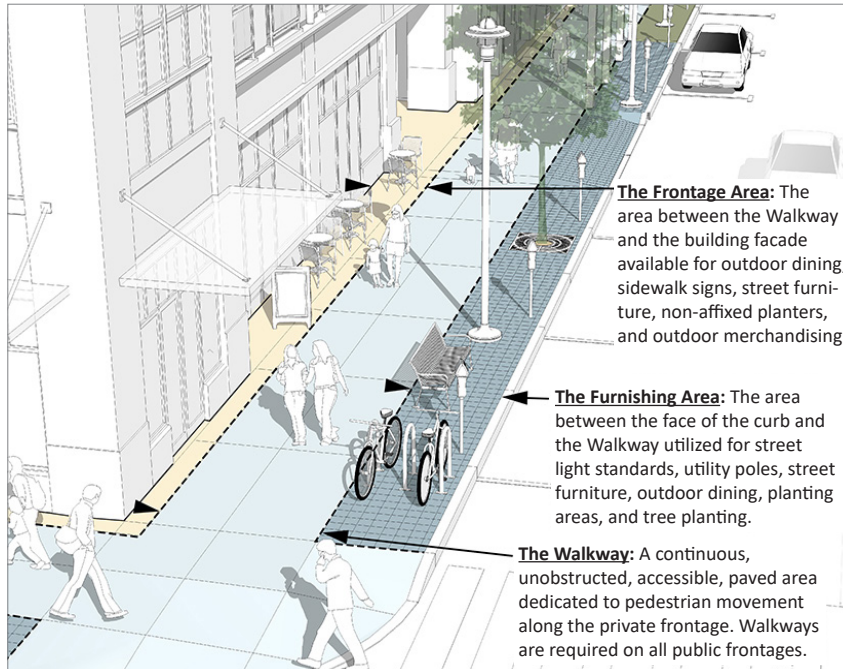 The Frontage Area: The
area between the Walkway
and the building facade
available for outdoor dining,
sidewalk signs, street furni-
ture, non-affixed planters,
and outdoor merchandising
The Furnishing Area: The area
between the face of the curb and
the Walkway utilized for street
light standards, utility poles, street
furniture, outdoor dining, planting
areas, and tree planting.
The Walkway: A continuous,
unobstructed, accessible, paved area
dedicated to pedestrian movement
along the private frontage. Walkways
are required on all public frontages.